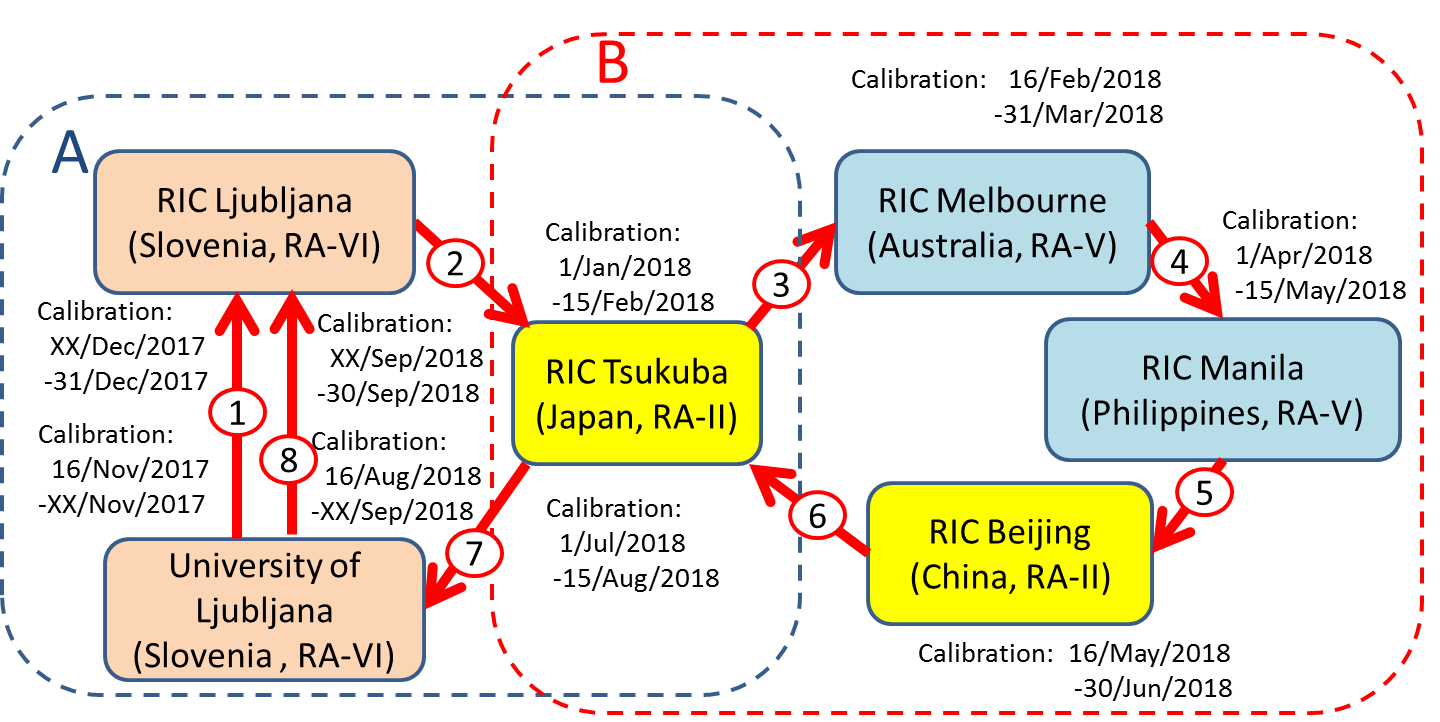 A
B
Calibration: 16/Feb/2018
-31/Mar/2018
RIC Ljubljana
(Slovenia, RA-VI)
2
Calibration:
1/Jan/2018
-15/Feb/2018
3
RIC Melbourne
(Australia, RA-V)
4
Calibration:
1/Apr/2018
-15/May/2018
Calibration:
XX/Dec/2017
-31/Dec/2017
Calibration:
XX/Sep/2018
-30/Sep/2018
RIC Tsukuba
(Japan, RA-II)
RIC Manila
(Philippines, RA-V)
1
8
Calibration:
16/Nov/2017
-XX/Nov/2017
Calibration:
16/Aug/2018
-XX/Sep/2018
5
6
7
Calibration:
1/Jul/2018
-15/Aug/2018
RIC Beijing
(China, RA-II)
University of
Ljubljana
(Slovenia , RA-VI)
Calibration: 16/May/2018
-30/Jun/2018